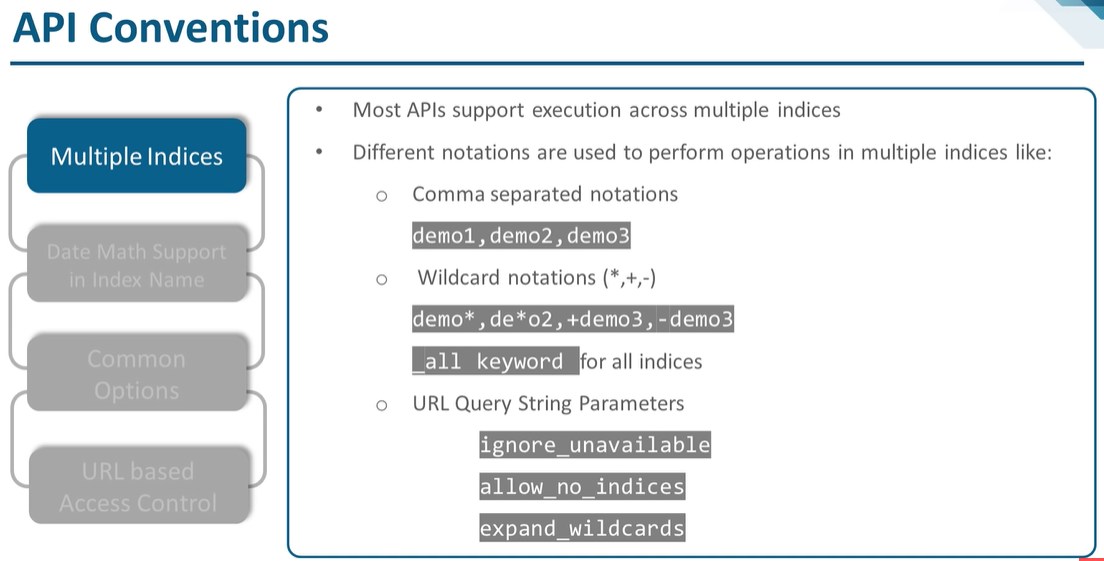 API Conventions
Multiple Indices
Date Math Support
in Index Name
Common
Options
URL based
Access Control
• Most APIs support execution across multiple indices
• Different notations are used to perform operations in multiple indices like:
o Comma separated notations
demo1,demo2,demo3
o Wildcard notations (*,+,-)
demo*,de*o2,+demo3,-demo3
_all keyword for all indices
o URL Query String Parameters
ignore_unavailable
allow_no_indices
expand_wildcards